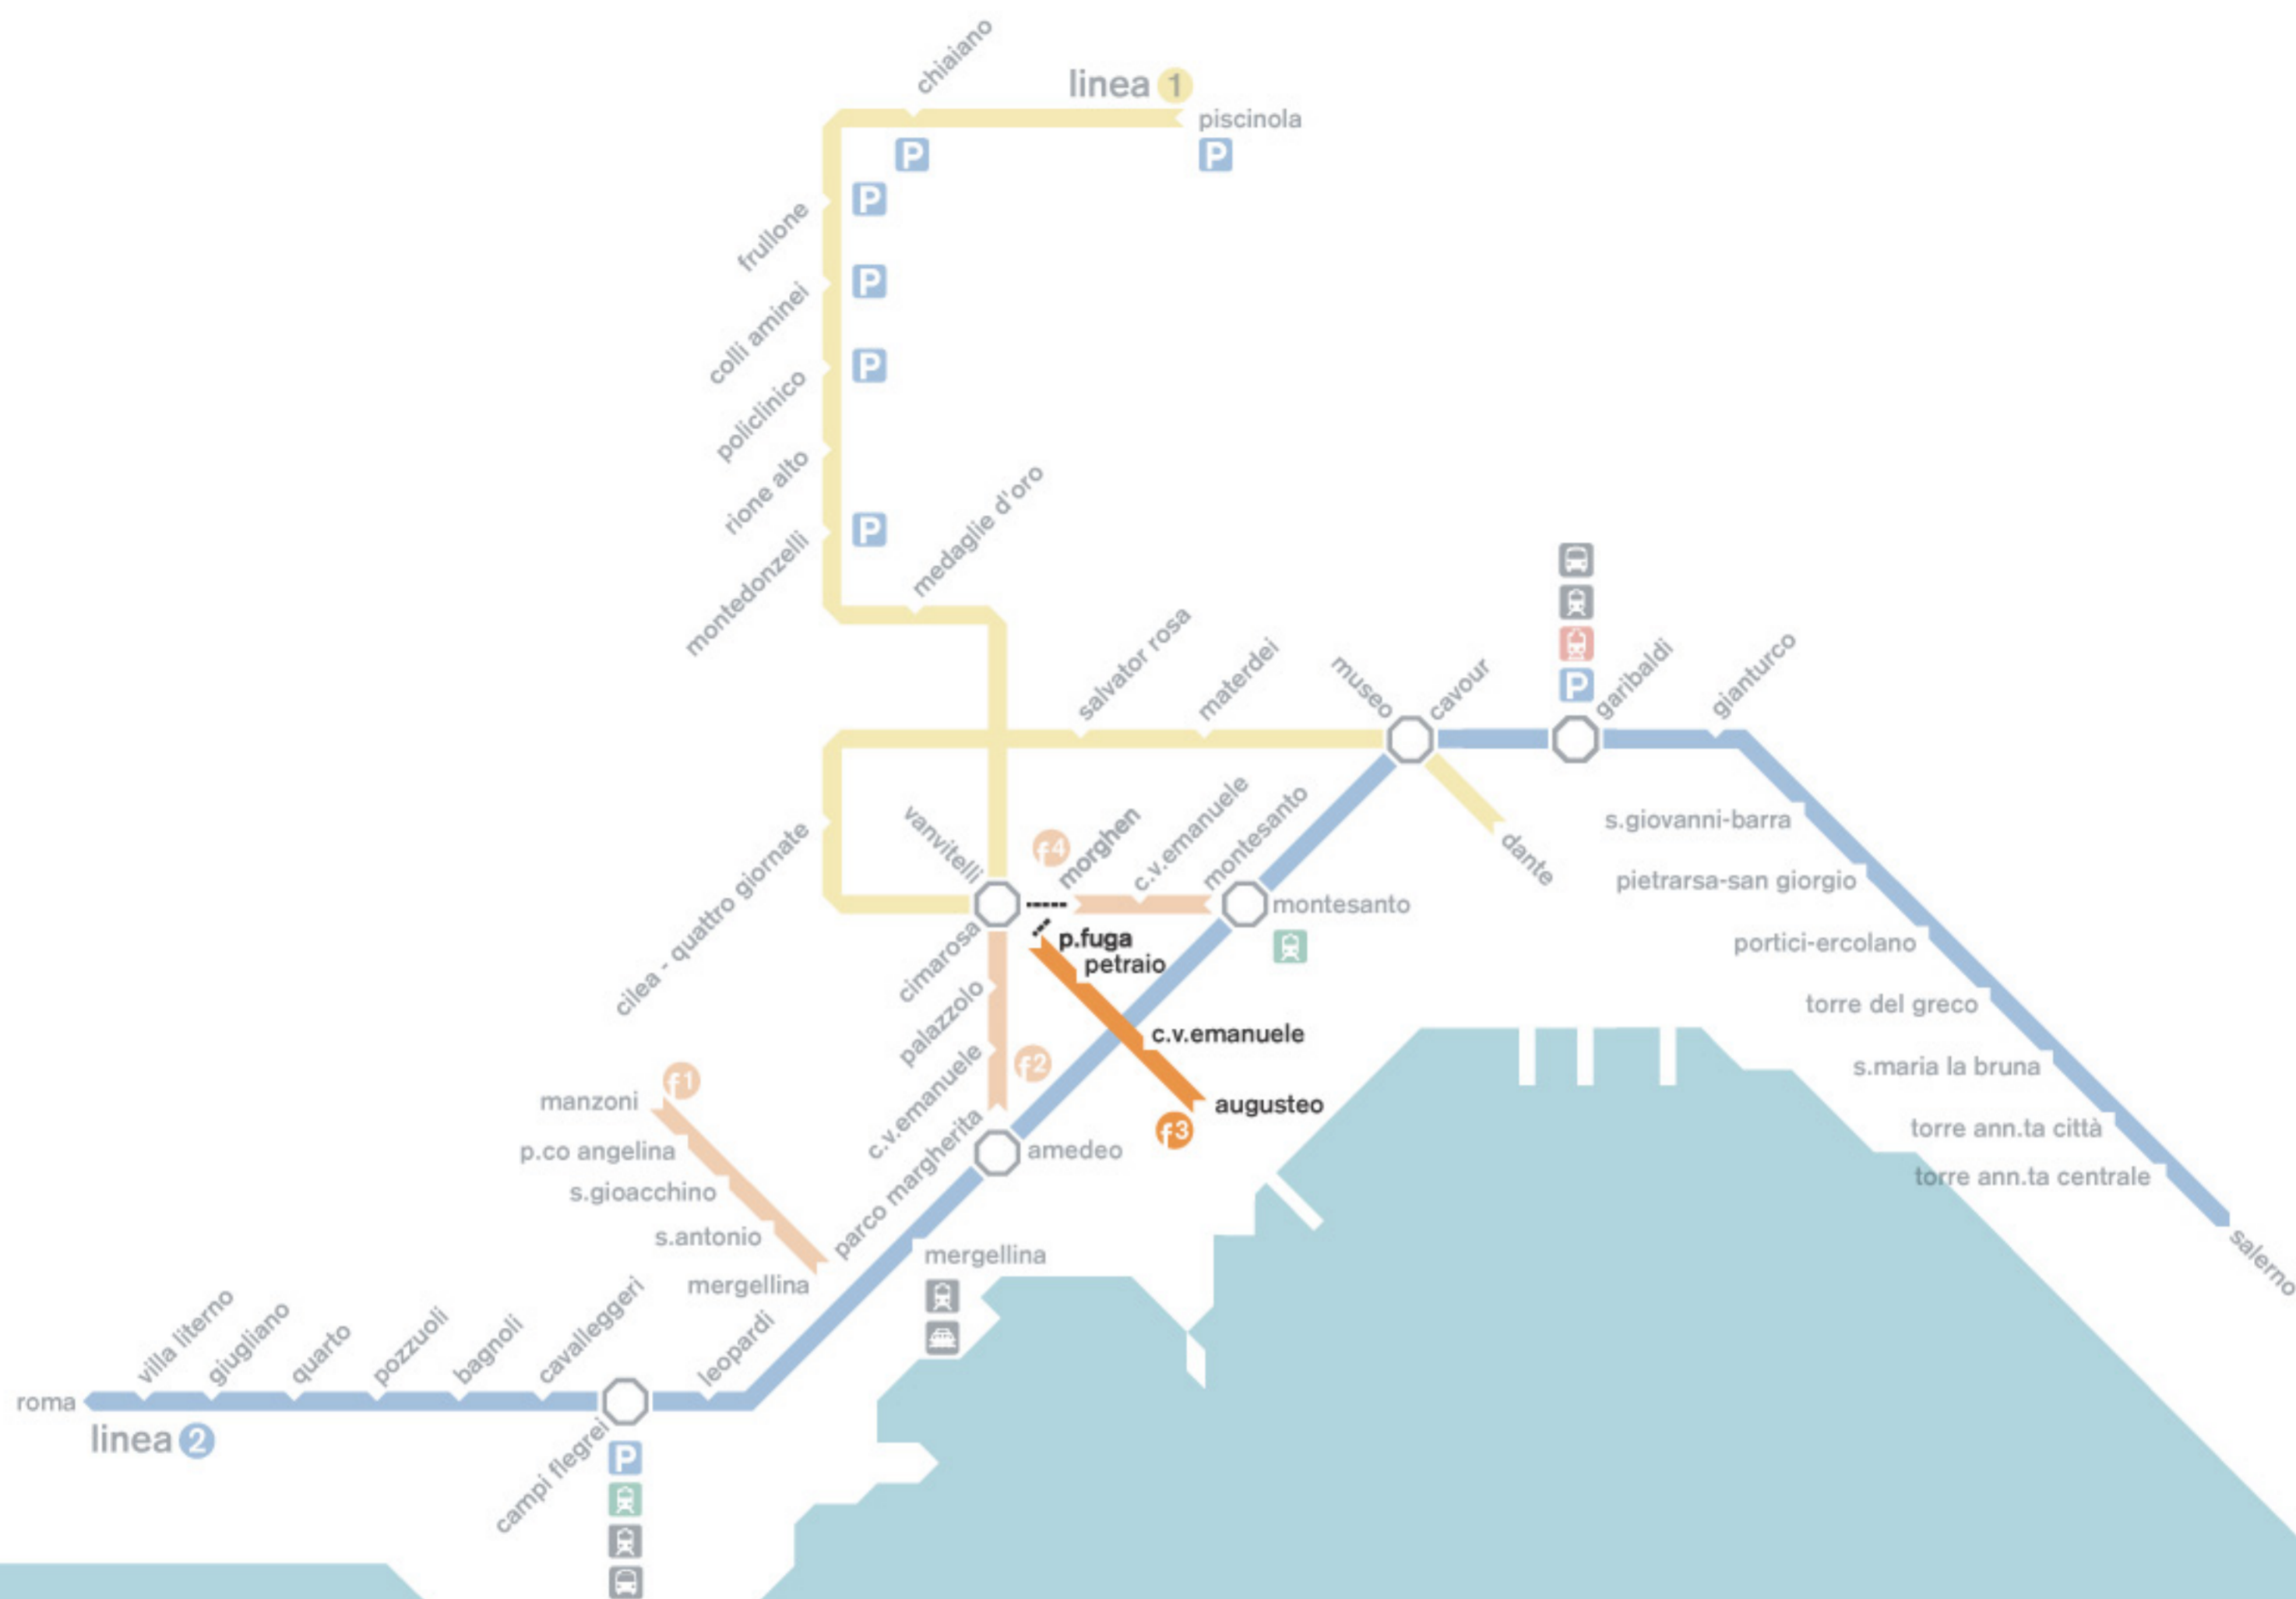 chiaiano
linea 1
piscinola
P
P
P
frullone
P
colli aminei
P
policlinico
rione alto
P
montedonzelli
medaglie d'oro
salvator rosa
materdei
museo
cavour
P
garibaldi
gianturco
s.giovanni-barra
dante
pietrarsa-san giorgio
portici-ercolano
torre del greco
s.maria la bruna
torre ann.ta città
torre ann.ta centrale
salerno
cilea - quattro giornate
vanvitelli
f4
morghen
c.v.emanuele
montesanto
montesanto
p.fuga
petraio
c.v.emanuele
augusteo
f3
cimarosa
palazzolo
c.v.emanuele
f2
parco margherita
amedeo
f1
manzoni
p.co angelina
s.gioacchino
s.antonio
mergellina
mergellina
roma
villa literno
giugliano
quarto
pozzuoli
bagnoli
cavalleggeri
leopardi
linea 2
campi flegrei
P